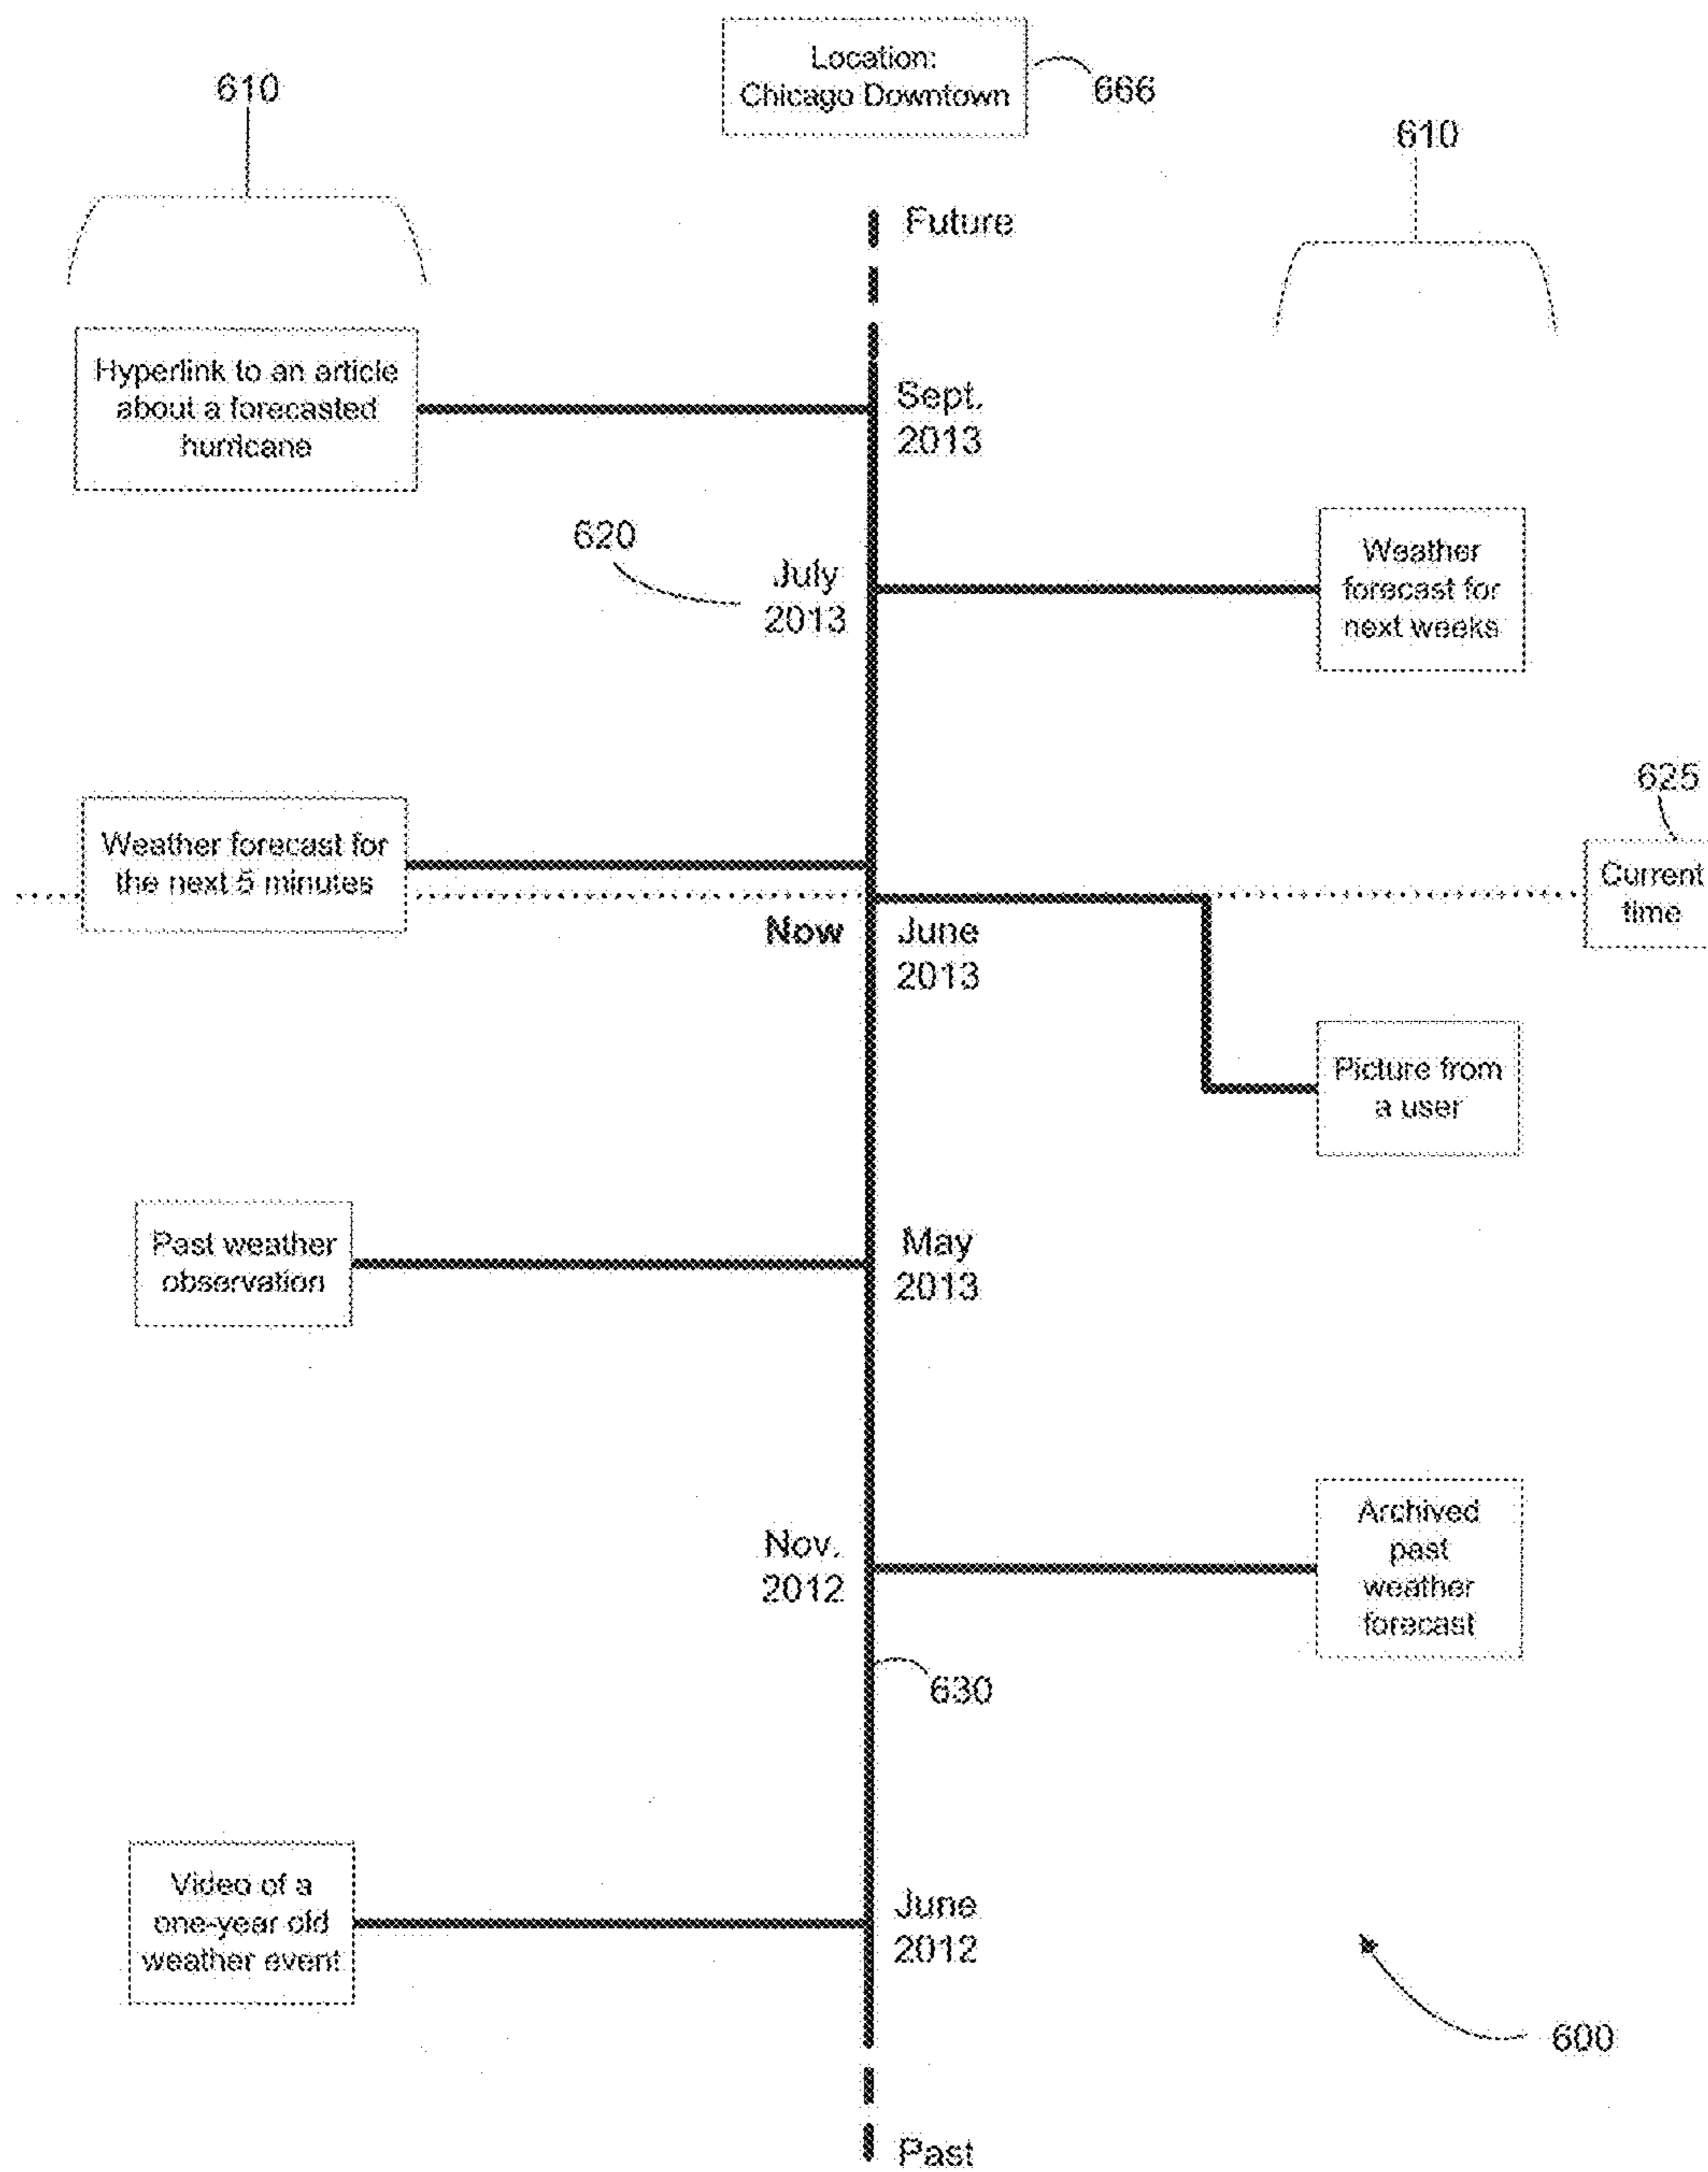 Location:
Chicago Downtown
666
610
610
Future
Hyperlink to an article
about a forecasted
hurricane
Sept.
2013
620
July
2013
Weather
forecast for
next weeks
625
Weather forecast for
the next 5 minutes
Current
time
Now
June
2013
Picture from
a user
Past weather
observation
May
2013
Nov.
2012
Archived
past
weather
forecast
630
Video of a
one-year old
weather event
June
2012
600
Past